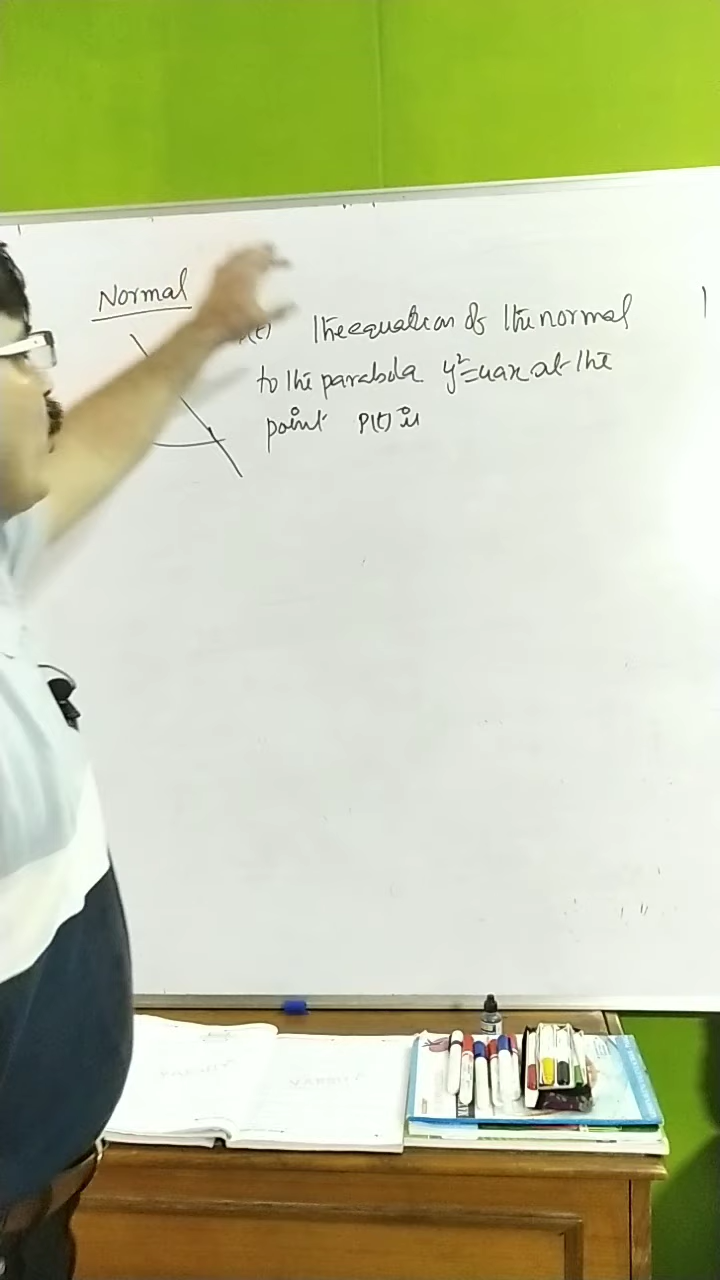 Normal
P(t) The equation of the normal
to the parabola y²=4ax at the
point P(t) is